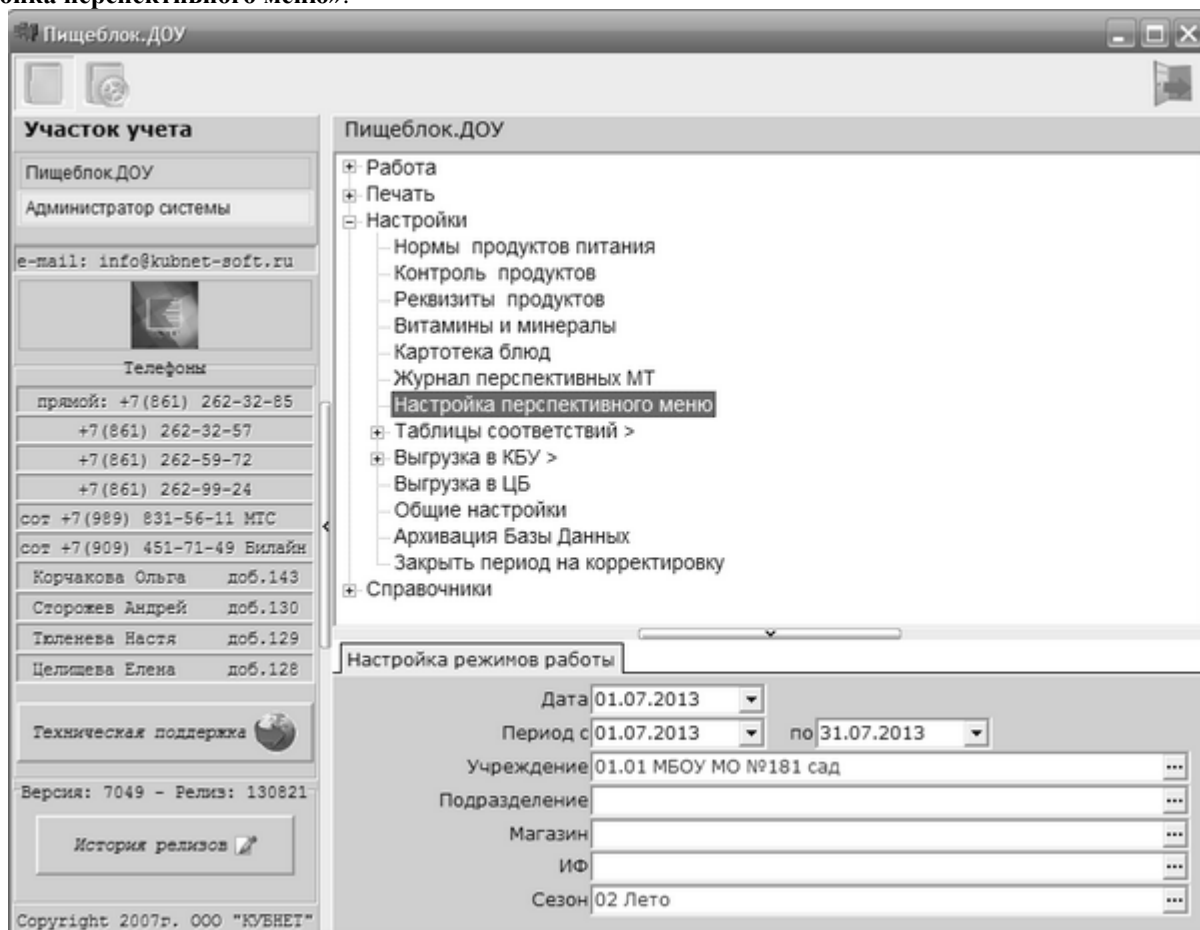 онка перспективного меню».
Пищеблок.ДОУ
Участок учета
Пищеблок.ДОУ
Администратор системы
e-mail: info@kubnet-soft.ru
Телефоны
прямой: +7(861) 262-32-85
+7(861) 262-32-57
+7(861) 262-59-72
+7(861) 262-99-24
сот +7(989) 831-56-11 МТС
сот +7(909) 451-71-49 Билайн
Корчакова Ольга доб.143
Сторожев Андрей доб.130
Тюленева Настя доб.129
Целищева Елена доб.128
Техническая поддержка
Версия: 7049 - Релиз: 130821
История релизов
Copyright 2007г. ООО "КУБНЕТ"
Пищеблок.ДОУ
Работа
Печать
Настройки
Нормы продуктов питания
Контроль продуктов
Реквизиты продуктов
Витамины и минералы
Картотека блюд
Журнал перспективных МТ
Настройка перспективного меню
Таблицы соответствий >
Выгрузка в КБУ >
Выгрузка в ЦБ
Общие настройки
Архивация Базы Данных
Закрыть период на корректировку
Справочники
Настройка режимов работы
Дата 01.07.2013
Период с 01.07.2013 по 31.07.2013
Учреждение 01.01 МБОУ МО №181 сад
Подразделение
Магазин
ИФ
Сезон 02 Лето